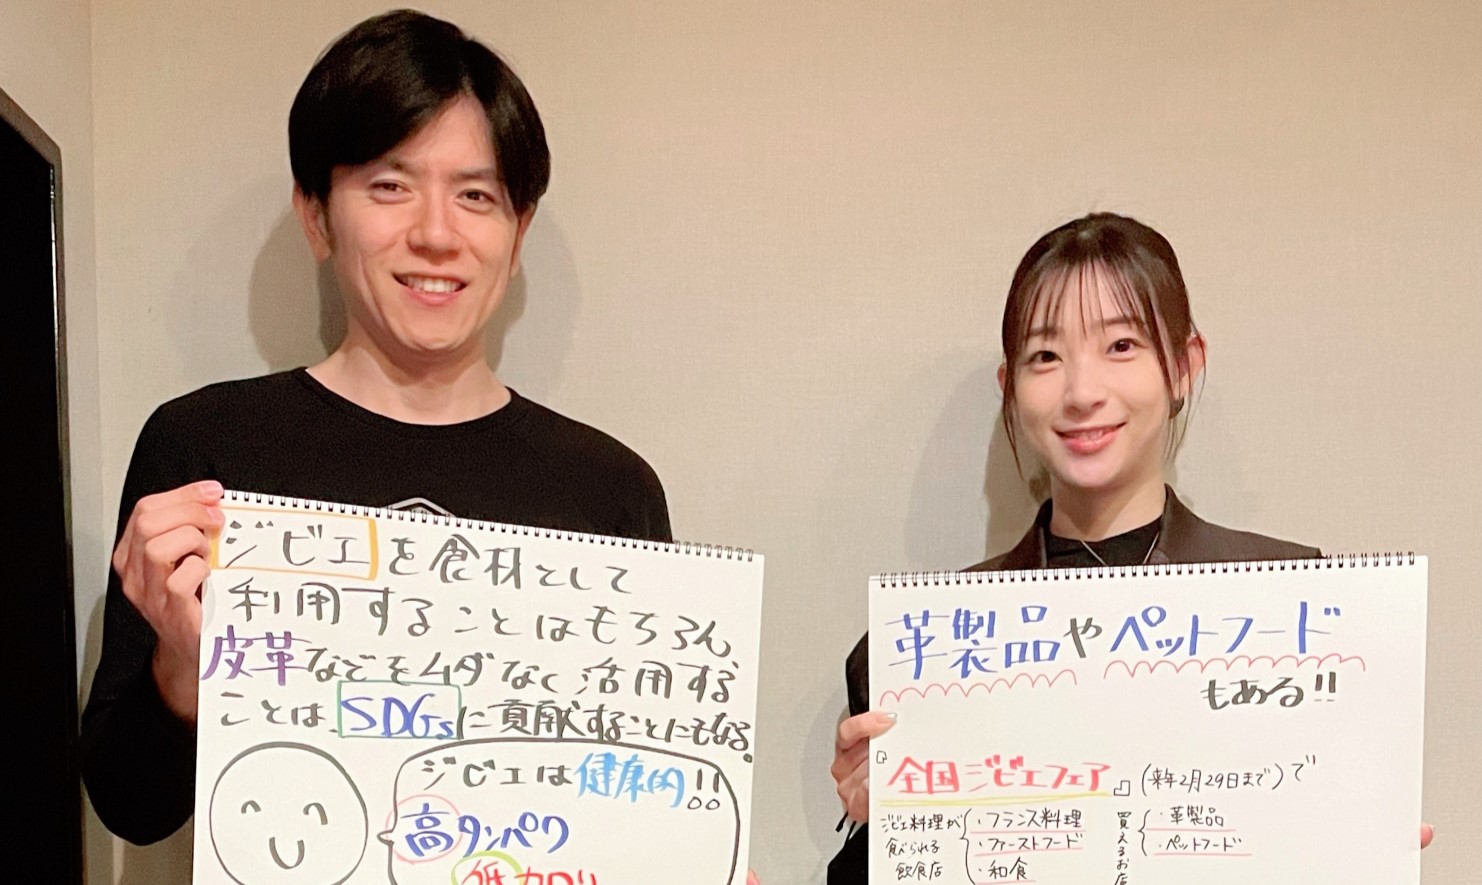 ジビエを食材として
利用することはもちろん、
皮革などをムダなく活用する
ことは、SDGsに貢献することにもなる。
ジビエは健康的!!
高タンパク
低カロリ
革製品やペットフード
もある!!
『全国ジビエフェア』(来年2月29日まで)で
ジビエ料理が
食べられる
飲食店
・フランス料理
・ファーストフード
・和食
買えるお店
・革製品
・ペットフード